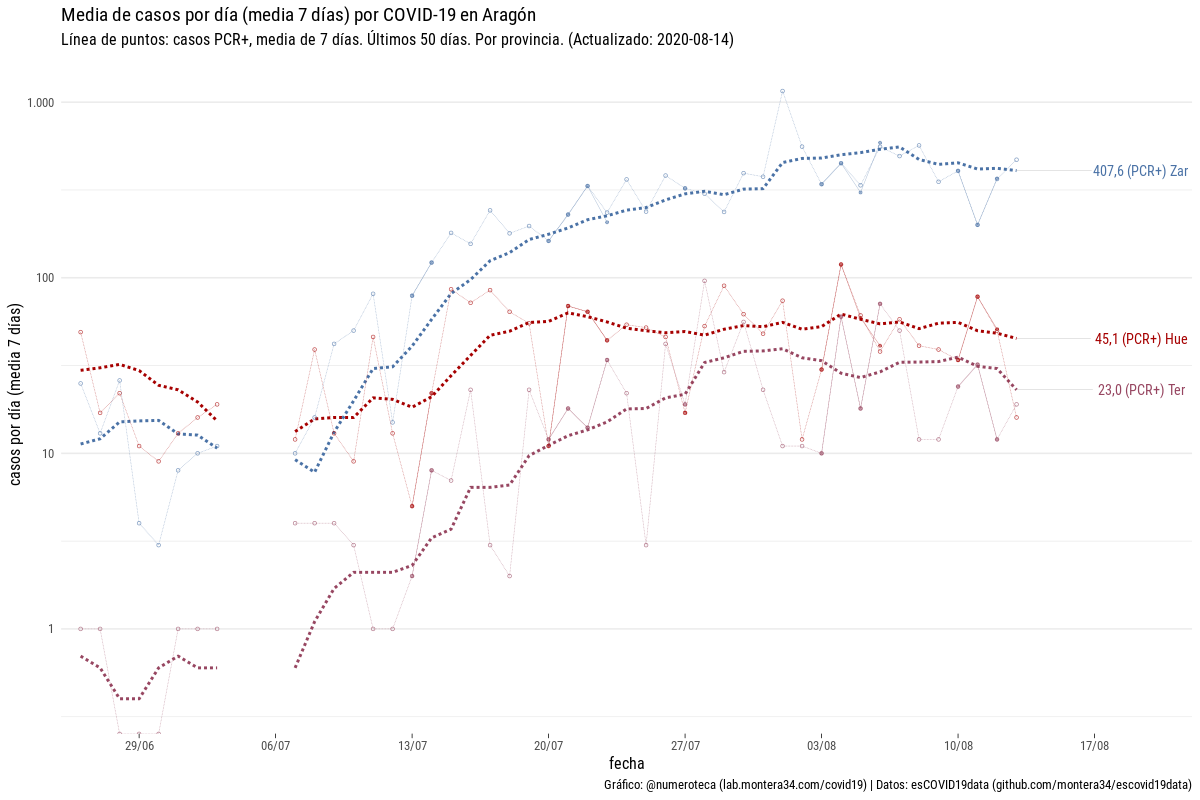 Media de casos por día (media 7 días) por COVID-19 en Aragón
Línea de puntos: casos PCR+, media de 7 días. Últimos 50 días. Por provincia. (Actualizado: 2020-08-14)
casos por día (media 7 días)
1.000
100
10
1
407,6 (PCR+) Zar
45,1 (PCR+) Hue
23,0 (PCR+) Ter
29/06
06/07
13/07
20/07
27/07
03/08
10/08
17/08
fecha
Gráfico: @numeroteca (lab.montera34.com/covid19) | Datos: esCOVID19data (github.com/montera34/escovid19data)